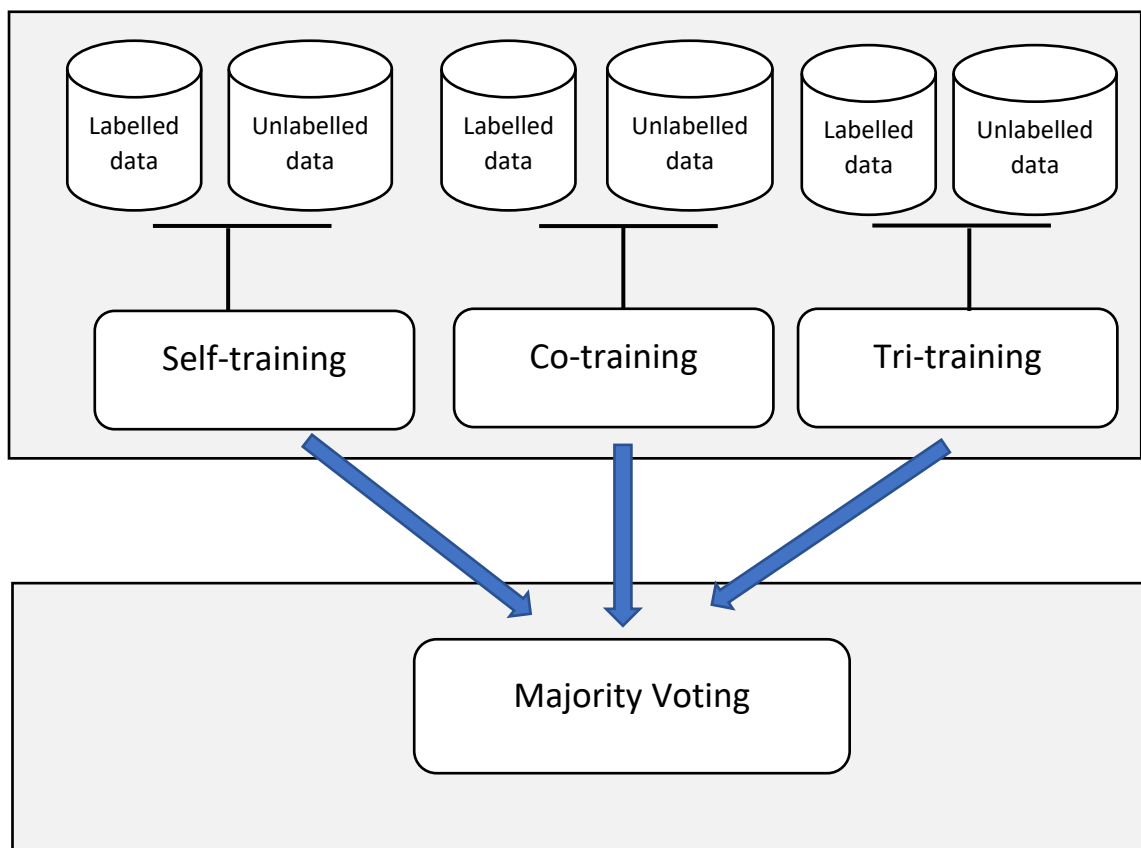 Labelled
data
Unlabelled
data
Labelled
data
Unlabelled
data
Labelled
data
Unlabelled
data
Self-training
Co-training
Tri-training
Majority Voting